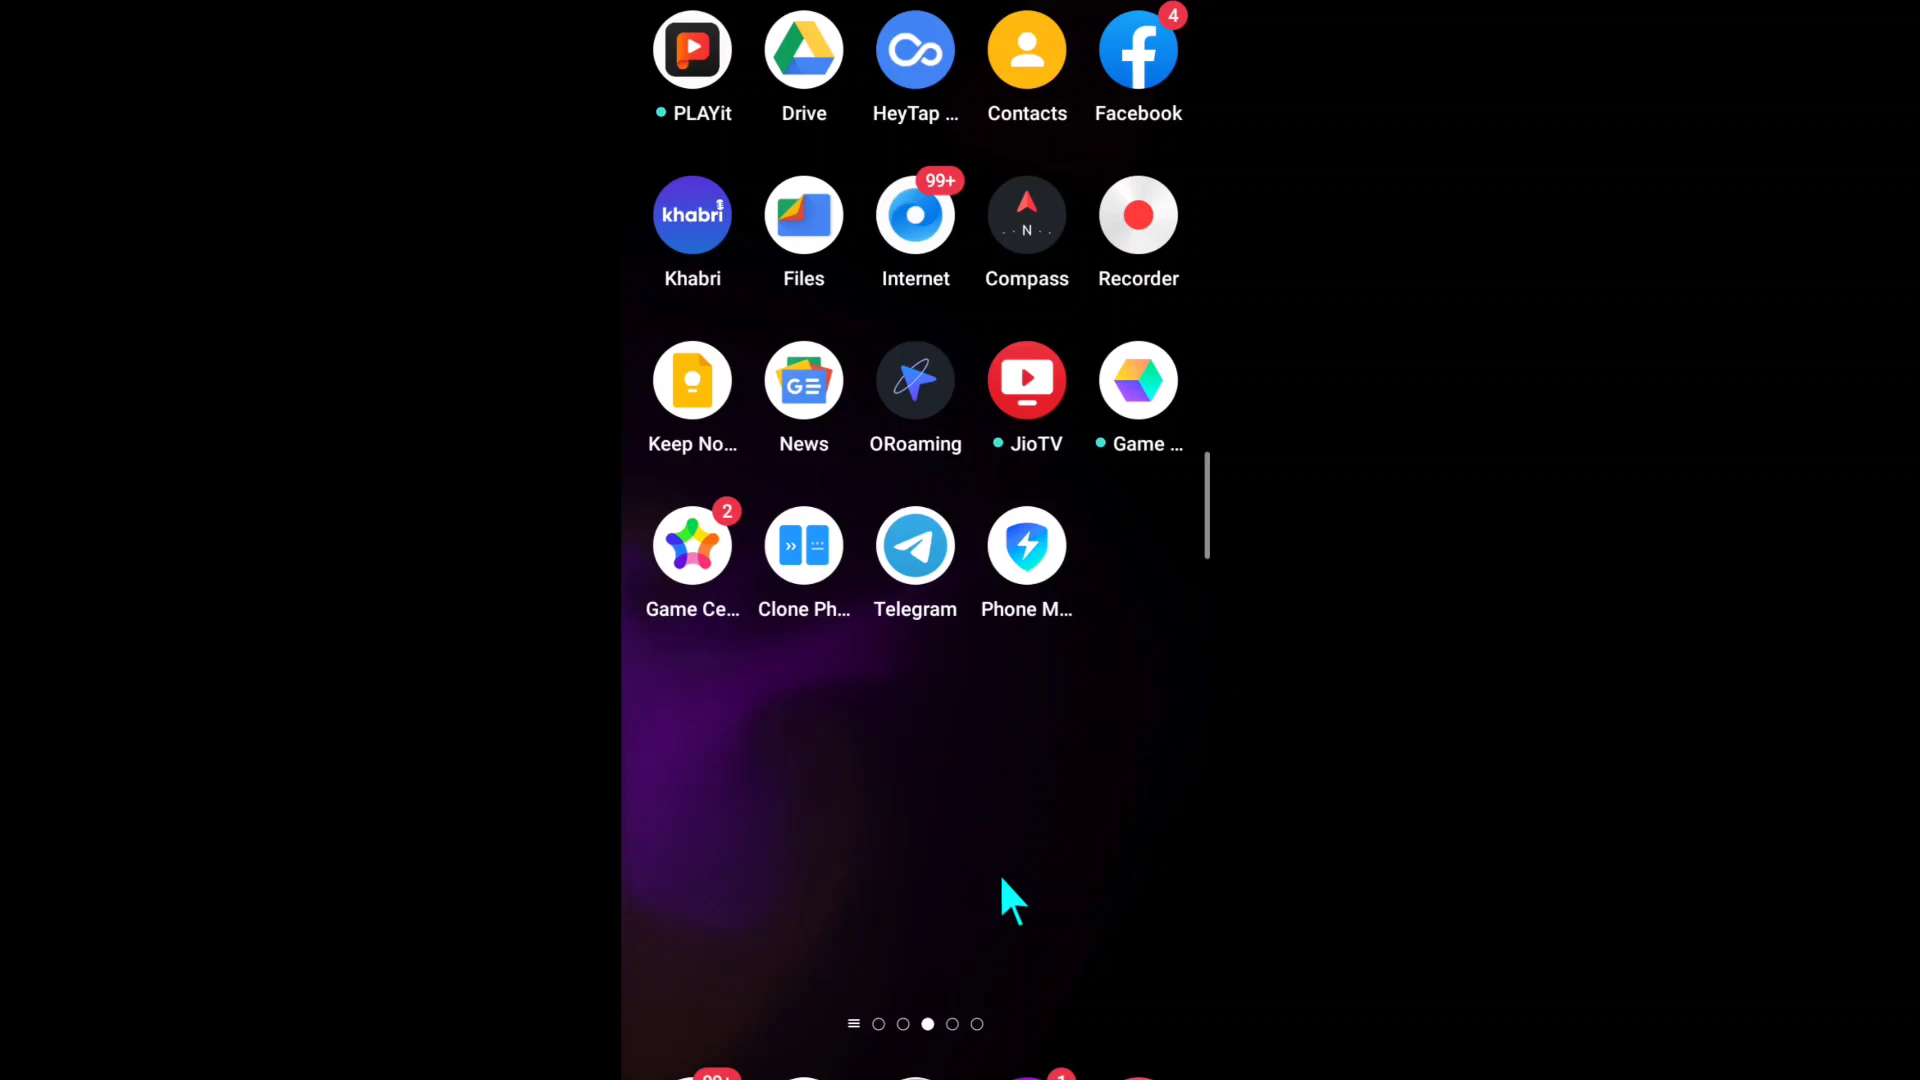 4
PLAYit Drive HeyTap ... Contacts Facebook
99+
khabri
N
Khabri Files Internet Compass Recorder
GE
Keep No... News ORoaming JioTV Game ...
2
Game Ce... Clone Ph... Telegram Phone M...